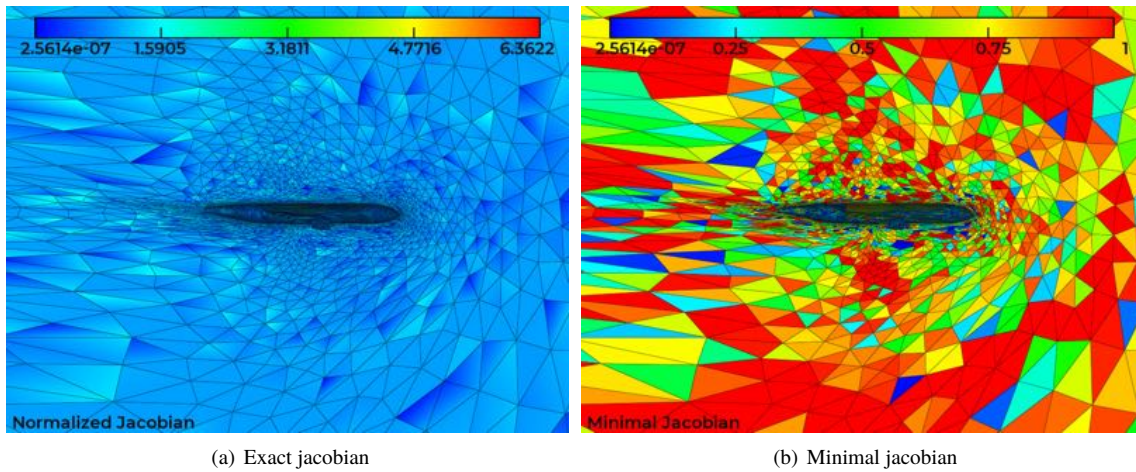 2.5614e-07 1.5905 3.1811 4.7716 6.3622
2.5614e-07 0.25 0.5 0.75 1
Normalized Jacobian
Minimal Jacobian
(a) Exact jacobian
(b) Minimal jacobian